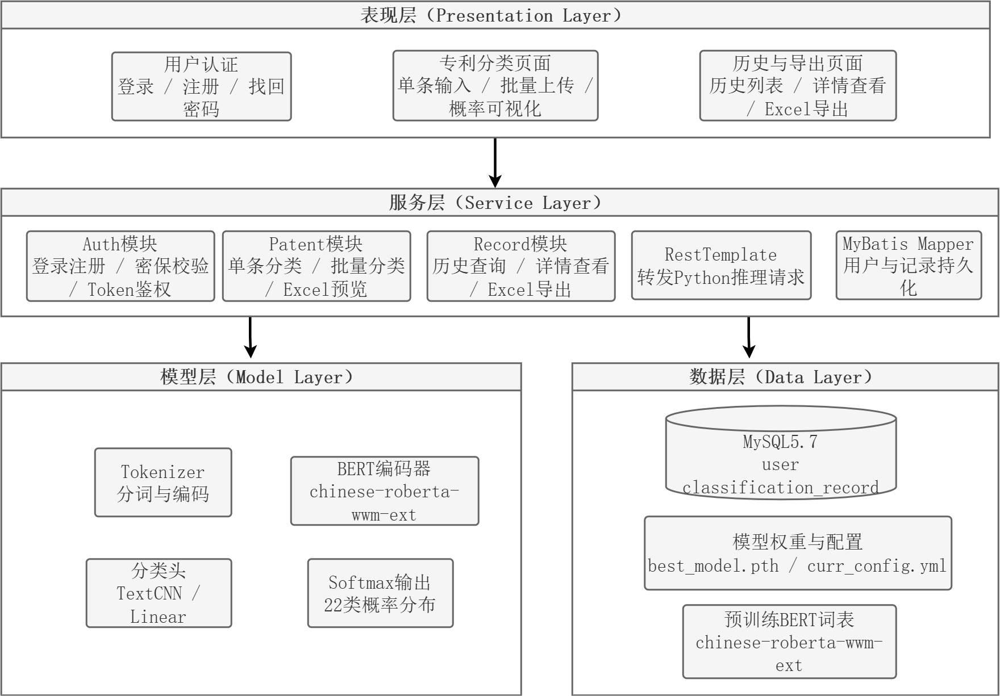 表现层（Presentation Layer）
用户认证
登录 / 注册 / 找回
密码
专利分类页面
单条输入 / 批量上传 /
概率可视化
历史与导出页面
历史列表 / 详情查看
/ Excel导出
服务层（Service Layer）
Auth模块
登录注册 / 密保校验
/ Token鉴权
Patent模块
单条分类 / 批量分类
/ Excel预览
Record模块
历史查询 / 详情查看
/ Excel导出
RestTemplate
转发Python推理请求
MyBatis Mapper
用户与记录持久
化
模型层（Model Layer）
Tokenizer
分词与编码
BERT编码器
chinese-roberta-
wwm-ext
分类头
TextCNN /
Linear
Softmax输出
22类概率分布
数据层（Data Layer）
MySQL5.7
user
classification_record
模型权重与配置
best_model.pth / curr_config.yml
预训练BERT词表
chinese-roberta-wwm-
ext